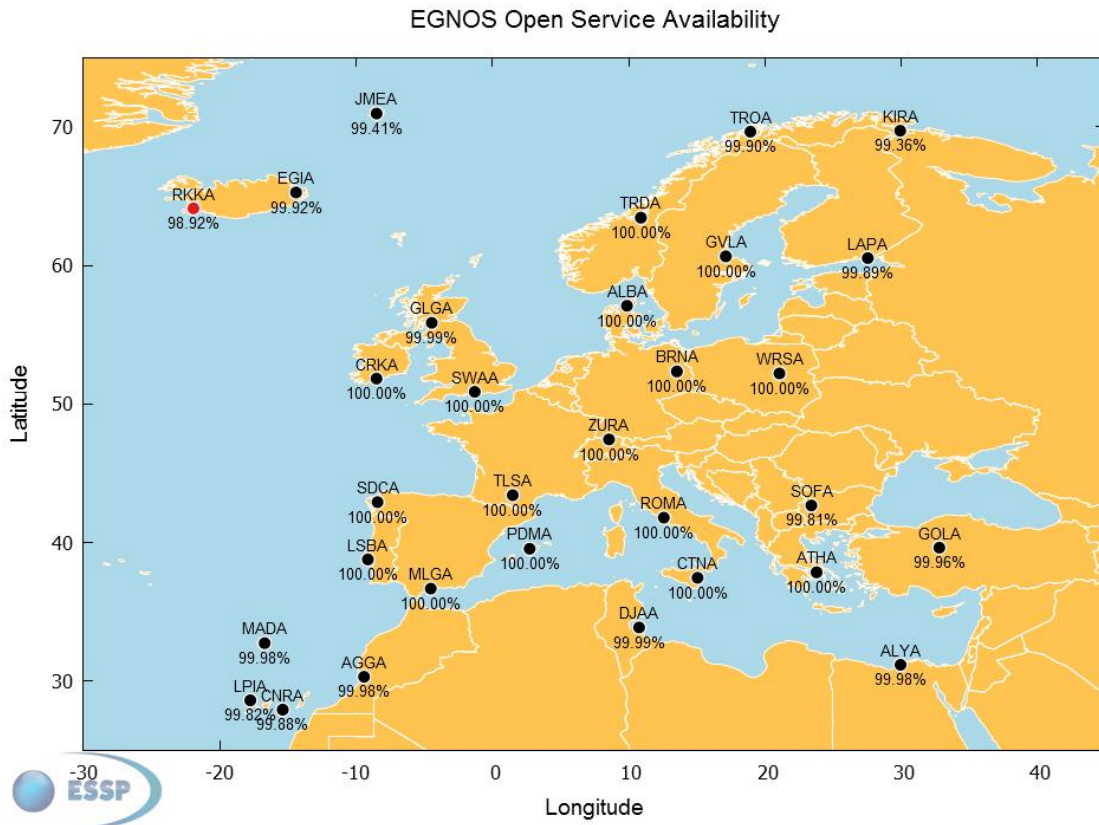 EGNOS Open Service Availability
JMEA
99.41%
TROA
99.90%
KIRA
99.36%
70
EGIA
99.92%
RKKA
98.92%
TRDA
100.00%
GVLA
100.00%
LAPA
99.89%
60
ALBA
100.00%
GLGA
99.99%
CRKA
100.00%
SWAA
100.00%
BRNA
100.00%
WRSA
100.00%
50
Latitude
ZURA
100.00%
SDCA
100.00%
TLSA
100.00%
ROMA
100.00%
SOFA
99.81%
LSBA
100.00%
PDMA
100.00%
GOLA
99.96%
40
MLGA
100.00%
CTNA
100.00%
ATHA
100.00%
DJAA
99.99%
MADA
99.98%
AGGA
99.98%
ALYA
99.98%
30
LPIA
99.82%
CNRA
99.88%
-30 -20 -10 0 10 20 30 40
ESSP
Longitude